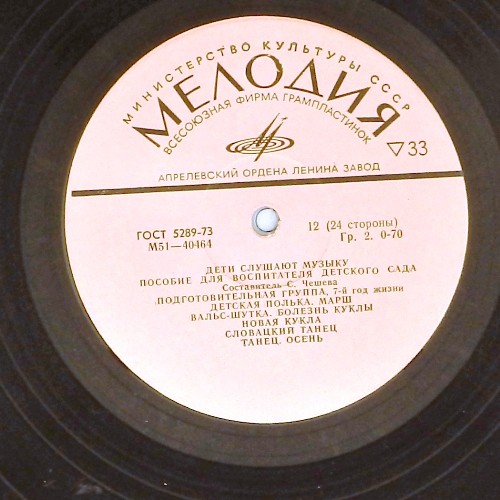 МИНИСТЕРСТВО КУЛЬТУРЫ СССР
МЕЛОДИЯ
ВСЕСОЮЗНАЯ ФИРМА ГРАМПЛАСТИНОК
▽33
АПРЕЛЕВСКИЙ ОРДЕНА ЛЕНИНА ЗАВОД
ГОСТ 5289-73
М51—40464
12 (24 стороны)
Гр. 2. 0-70
ДЕТИ СЛУШАЮТ МУЗЫКУ
ПОСОБИЕ ДЛЯ ВОСПИТАТЕЛЯ ДЕТСКОГО САДА
Составитель С. Чешева
ПОДГОТОВИТЕЛЬНАЯ ГРУППА, 7-й год жизни
ДЕТСКАЯ ПОЛЬКА. МАРШ
ВАЛЬС-ШУТКА. БОЛЕЗНЬ КУКЛЫ
НОВАЯ КУКЛА
СЛОВАЦКИЙ ТАНЕЦ
ТАНЕЦ. ОСЕНЬ